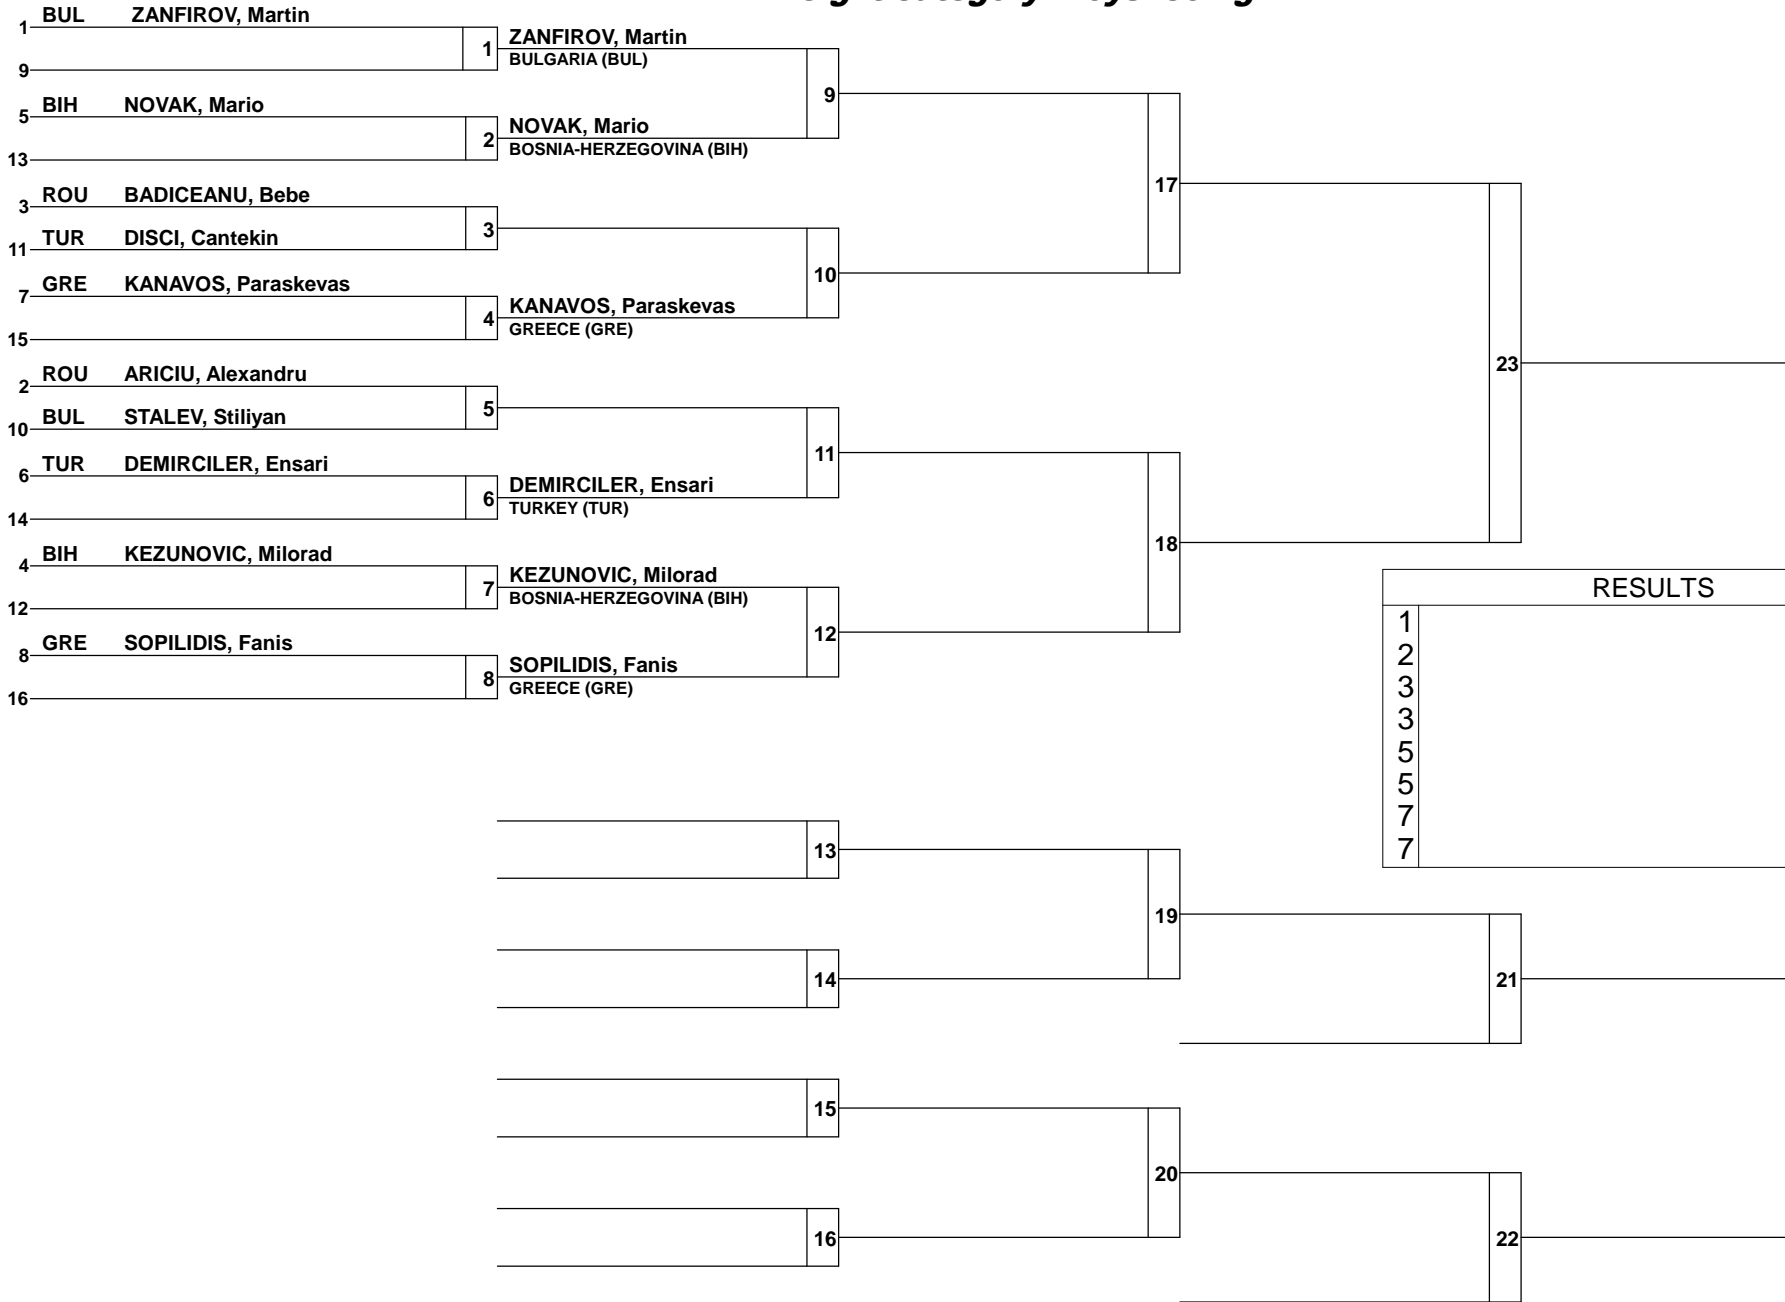 1 BUL ZANFIROV, Martin
9
1 ZANFIROV, Martin
BULGARIA (BUL)
5 BIH NOVAK, Mario
13
2 NOVAK, Mario
BOSNIA-HERZEGOVINA (BIH)
9
3 ROU BADICEANU, Bebe
11 TUR DISCI, Cantekin
3
7 GRE KANAVOS, Paraskevas
15
4 KANAVOS, Paraskevas
GREECE (GRE)
10
17
2 ROU ARICIU, Alexandru
10 BUL STALEV, Stiliyan
5
6 TUR DEMIRCILER, Ensari
14
6 DEMIRCILER, Ensari
TURKEY (TUR)
11
4 BIH KEZUNOVIC, Milorad
12
7 KEZUNOVIC, Milorad
BOSNIA-HERZEGOVINA (BIH)
8 GRE SOPILIDIS, Fanis
16
8 SOPILIDIS, Fanis
GREECE (GRE)
12
18
23
RESULTS
1
2
3
3
5
5
7
7
13
14
19
21
15
16
20
22